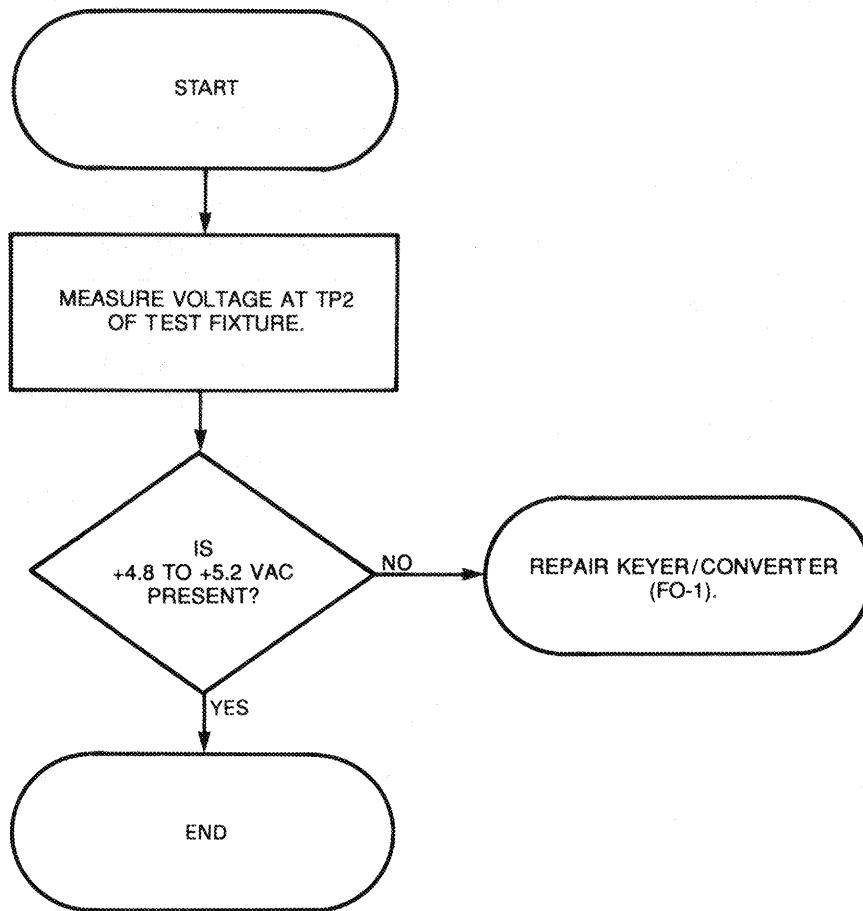 START
MEASURE VOLTAGE AT TP2
OF TEST FIXTURE.
IS
+4.8 TO +5.2 VAC
PRESENT?
NO
REPAIR KEYER/CONVERTER
(FO-1).
YES
END